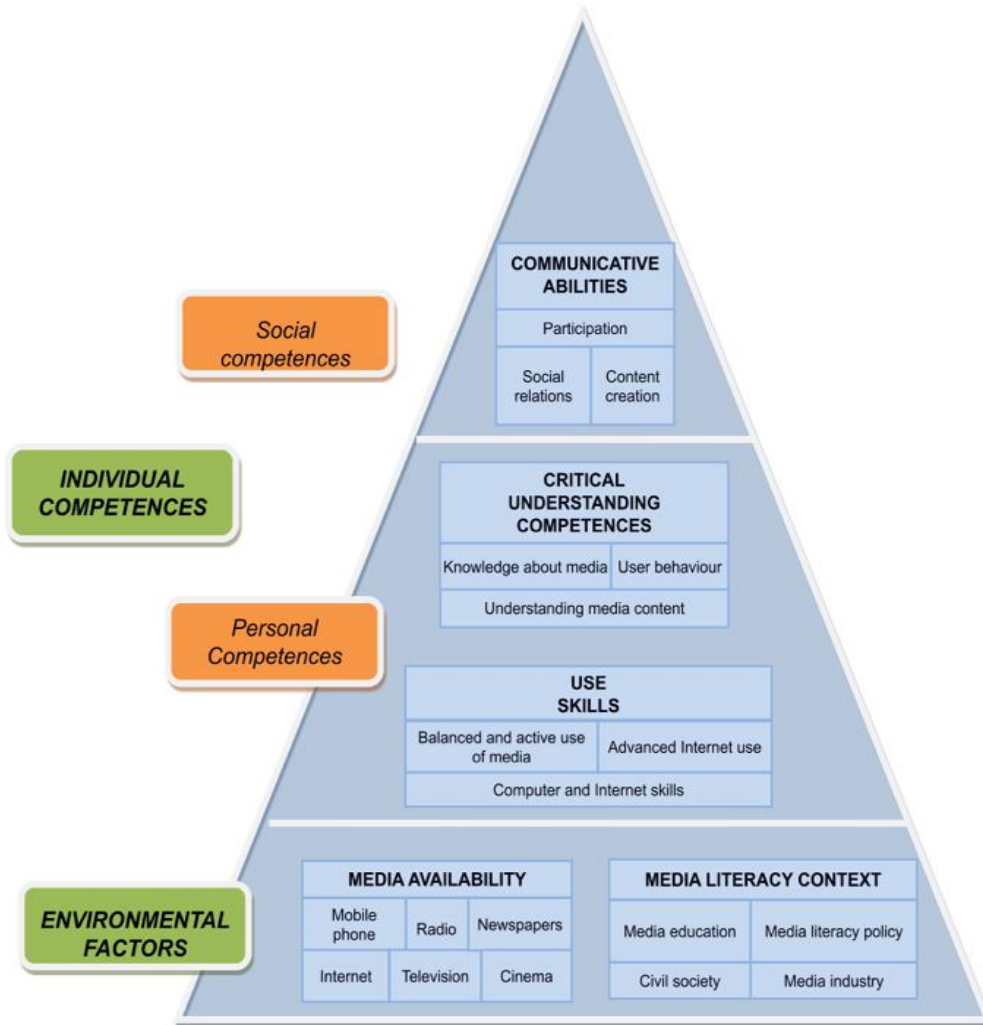 COMMUNICATIVE
ABILITIES
Participation
Social
relations
Content
creation
Social
competences
INDIVIDUAL
COMPETENCES
CRITICAL
UNDERSTANDING
COMPETENCES
Knowledge about media
User behaviour
Understanding media content
Personal
Competences
USE
SKILLS
Balanced and active use
of media
Advanced Internet use
Computer and Internet skills
ENVIRONMENTAL
FACTORS
MEDIA AVAILABILITY
Mobile
phone
Radio
Newspapers
Internet
Television
Cinema
MEDIA LITERACY CONTEXT
Media education
Media literacy policy
Civil society
Media industry